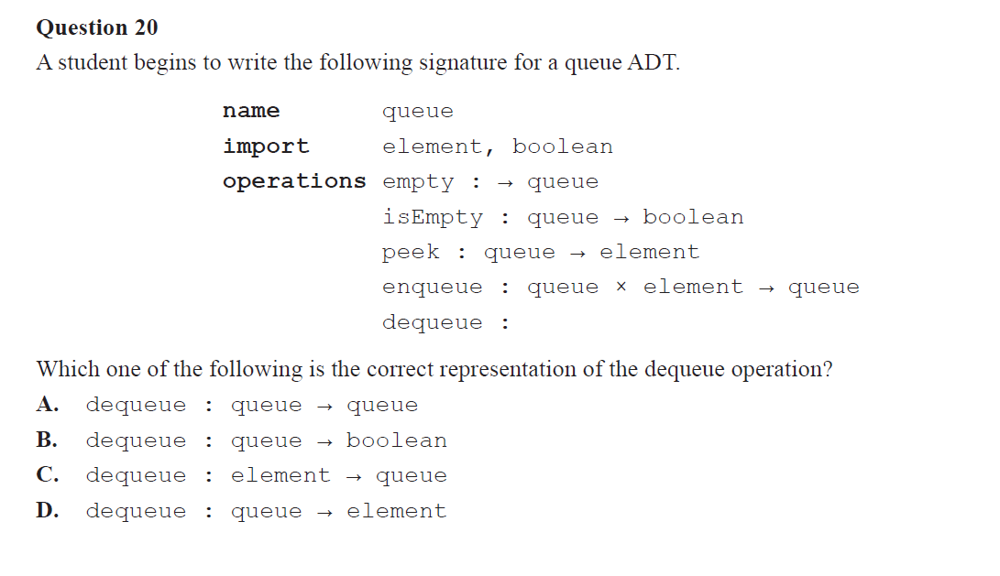 Question 20
A student begins to write the following signature for a queue ADT.
name queue
import element, boolean
operations empty : → queue
isEmpty : queue → boolean
peek : queue → element
enqueue : queue × element → queue
dequeue :
Which one of the following is the correct representation of the dequeue operation?
A. dequeue : queue → queue
B. dequeue : queue → boolean
C. dequeue : element → queue
D. dequeue : queue → element